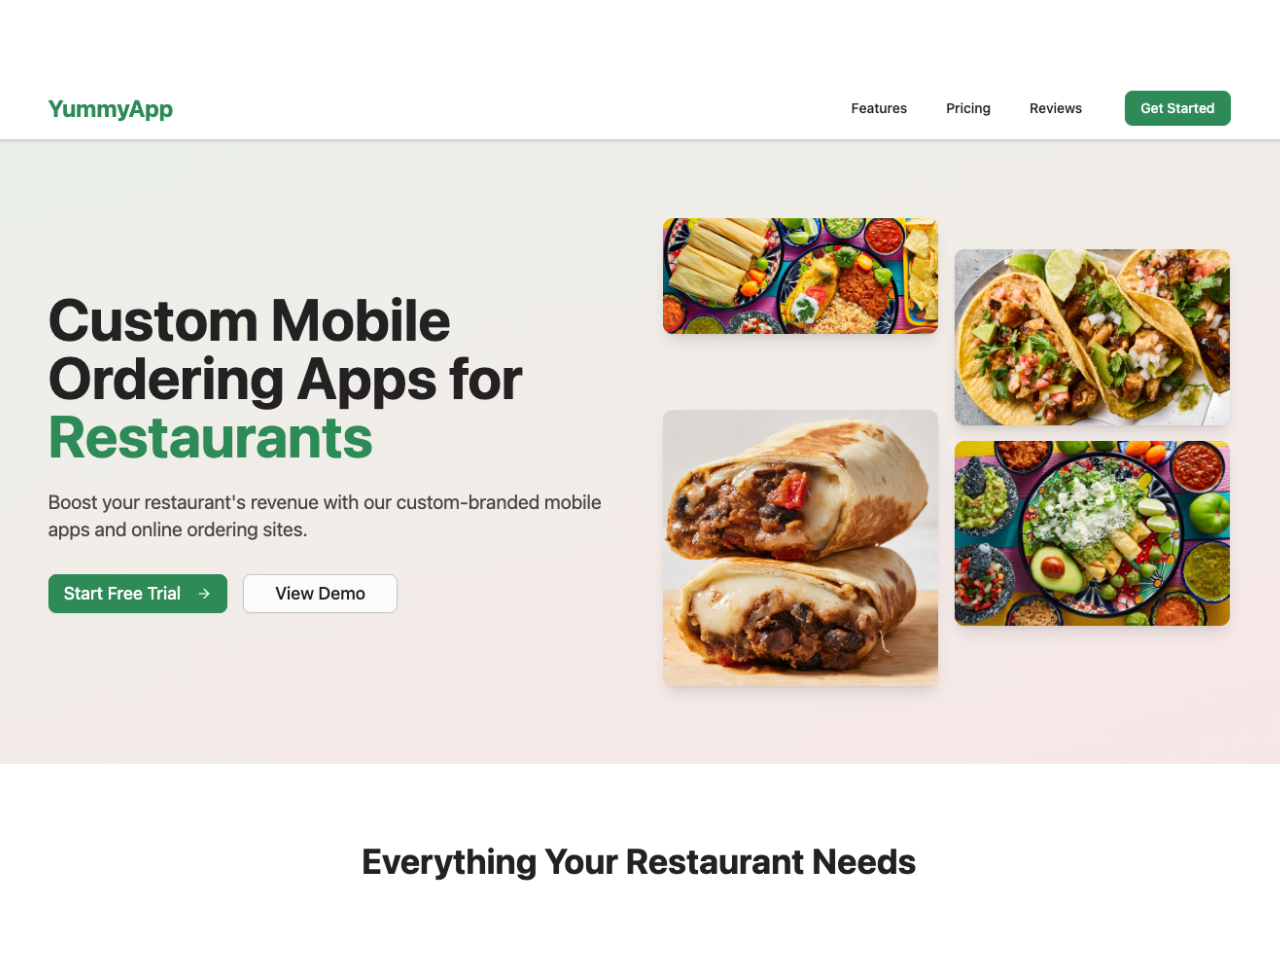 YummyApp
Features
Pricing
Reviews
Get Started
Custom Mobile
Ordering Apps for
Restaurants
Boost your restaurant's revenue with our custom-branded mobile
apps and online ordering sites.
Start Free Trial →
View Demo
Everything Your Restaurant Needs